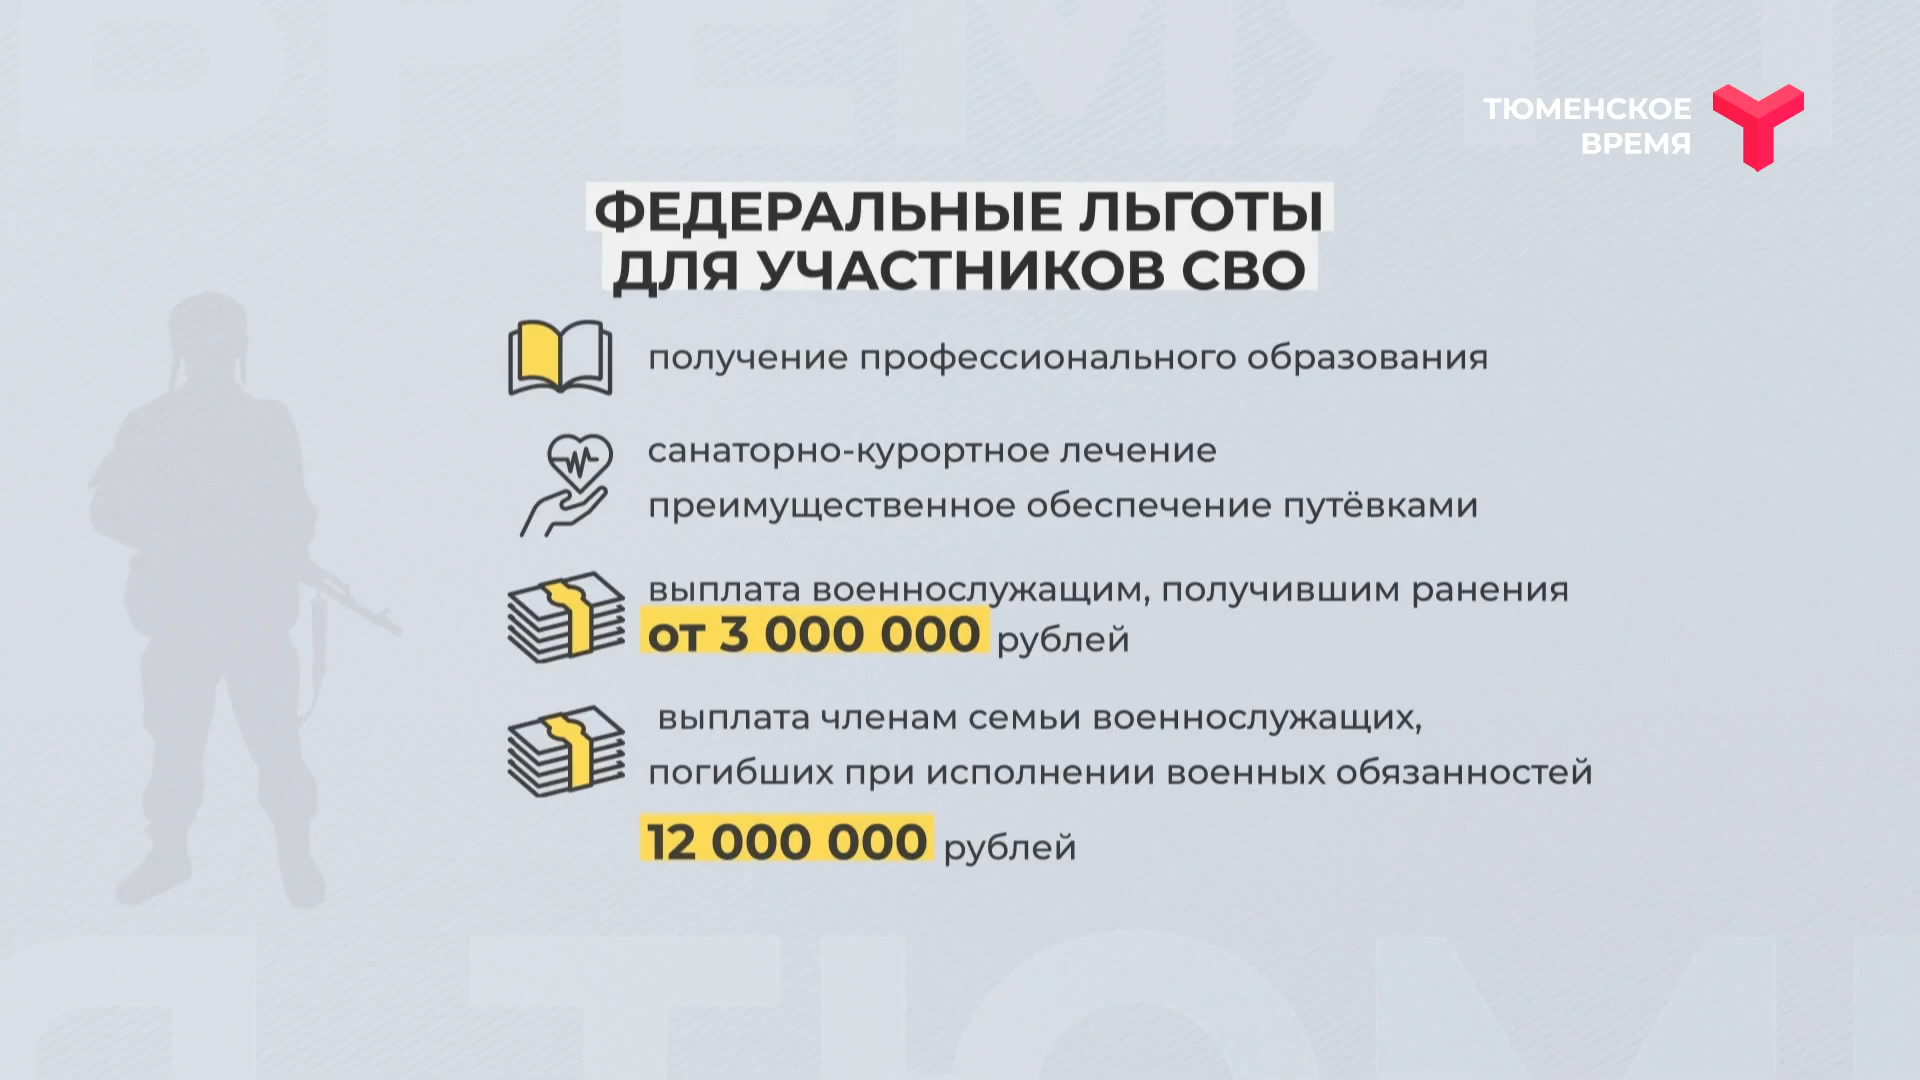 ТЮМЕНСКОЕ
ВРЕМЯ
ФЕДЕРАЛЬНЫЕ ЛЬГОТЫ
ДЛЯ УЧАСТНИКОВ СВО
получение профессионального образования
санаторно-курортное лечение
преимущественное обеспечение путёвками
выплата военнослужащим, получившим ранения
от 3 000 000 рублей
выплата членам семьи военнослужащих,
погибших при исполнении военных обязанностей
12 000 000 рублей